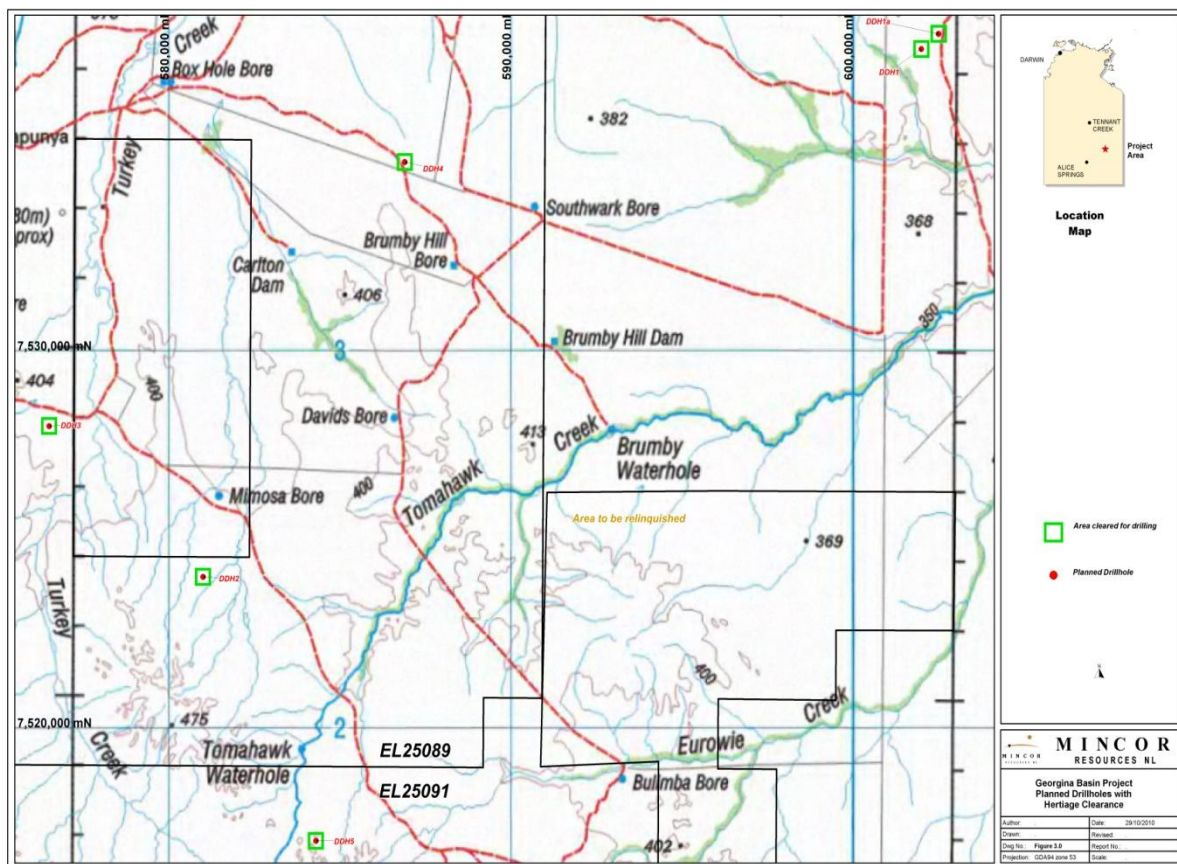 Creek
580,000 mE
Box Hole Bore
590,000 mE
600,000 mE
DDH1a
DDH1
382
Turkey
DDH4
Southwark Bore
368
Brumby Hill
Bore
Carlton
Dam
406
350
Brumby Hill Dam
7,530,000 mN
3
404
400
DDH3
Davids Bore
413
Creek
Brumby
Waterhole
Mimosa Bore
400
Tomahawk
Area to be relinquished
369
DDH2
Turkey
400
Creek
7,520,000 mN
475
2
Creek
Tomahawk
Waterhole
EL25089
Eurowie
EL25091
Bulimba Bore
DDH5
402
DARWIN
TENNANT
CREEK
Project
Area
ALICE
SPRINGS
Location
Map
Area cleared for drilling
Planned Drillhole
N
MINCOR
RESOURCES NL
Georgina Basin Project
Planned Drillholes with
Hertiage Clearance
Author:
Date: 29/10/2010
Drawn:
Revised:
Dwg No.: Figure 3.0
Report No.:
Projection: GDA94 zone 53
Scale: